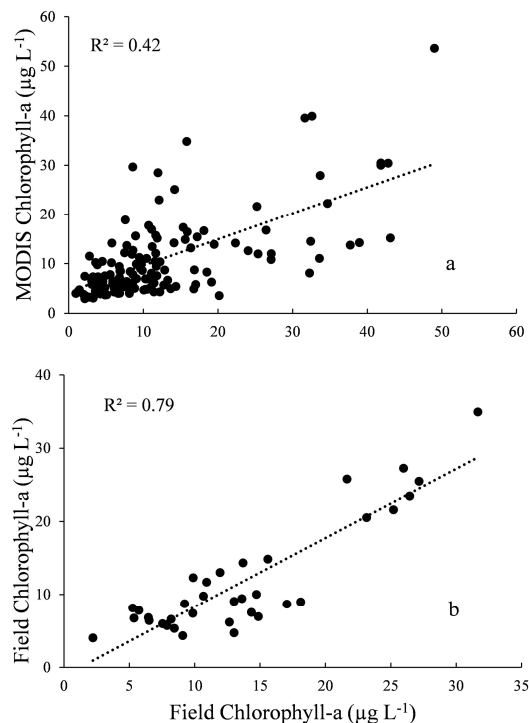 60
50
40
30
20
10
0
R² = 0.42
MODIS Chlorophyll-a (µg L⁻¹)
a
0 10 20 30 40 50 60
40
30
20
10
0
R² = 0.79
Field Chlorophyll-a (µg L⁻¹)
b
0 5 10 15 20 25 30 35
Field Chlorophyll-a (µg L⁻¹)